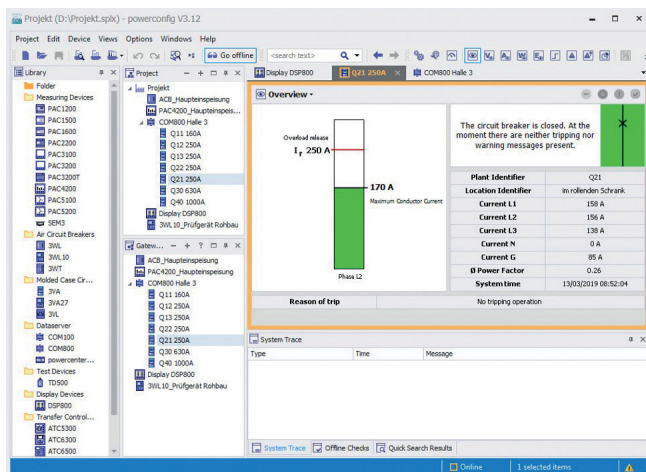 Projekt (D:\Projekt.splx) - powerconfig V3.12
Project Edit Device Views Options Windows Help
Go offline
<search text>
Library
Folder
Measuring Devices
PAC1200
PAC1500
PAC1600
PAC2200
PAC3100
PAC3200
PAC3200T
PAC4200
PAC5100
PAC5200
SEM3
Air Circuit Breakers
3WL
3WL10
3WT
Molded Case Cir...
3VA
3VA27
3VL
Dataserver
COM100
COM800
powercenter...
Test Devices
TD500
Display Devices
DSP800
Transfer Control...
ATC5300
ATC6300
ATC6500
Project
Projekt
ACB_Haupteinspeisung
PAC4200_Haupteinspeis...
COM800 Halle 3
Q11 160A
Q12 250A
Q13 250A
Q22 250A
Q21 250A
Q30 630A
Q40 1000A
Display DSP800
3WL10_Prüfgerät Rohbau
Gatew...
ACB_Haupteinspeisung
PAC4200_Haupteinspeisung
COM800 Halle 3
Q11 160A
Q12 250A
Q13 250A
Q22 250A
Q21 250A
Q30 630A
Q40 1000A
Display DSP800
3WL10_Prüfgerät Rohbau
Display DSP800
Q21 250A
COM800 Halle 3
Overview
Overload release
Ir 250 A
170 A
Maximum Conductor Current
Phase L2
The circuit breaker is closed. At the
moment there are neither tripping nor
warning messages present.
Plant Identifier Q21
Location Identifier im rollenden Schrank
Current L1 158 A
Current L2 156 A
Current L3 138 A
Current N 0 A
Current G 85 A
Ø Power Factor 0.26
System time 13/03/2019 08:52:04
Reason of trip No tripping operation
System Trace
Type Time Message
System Trace Offline Checks Quick Search Results
Online 1 selected items